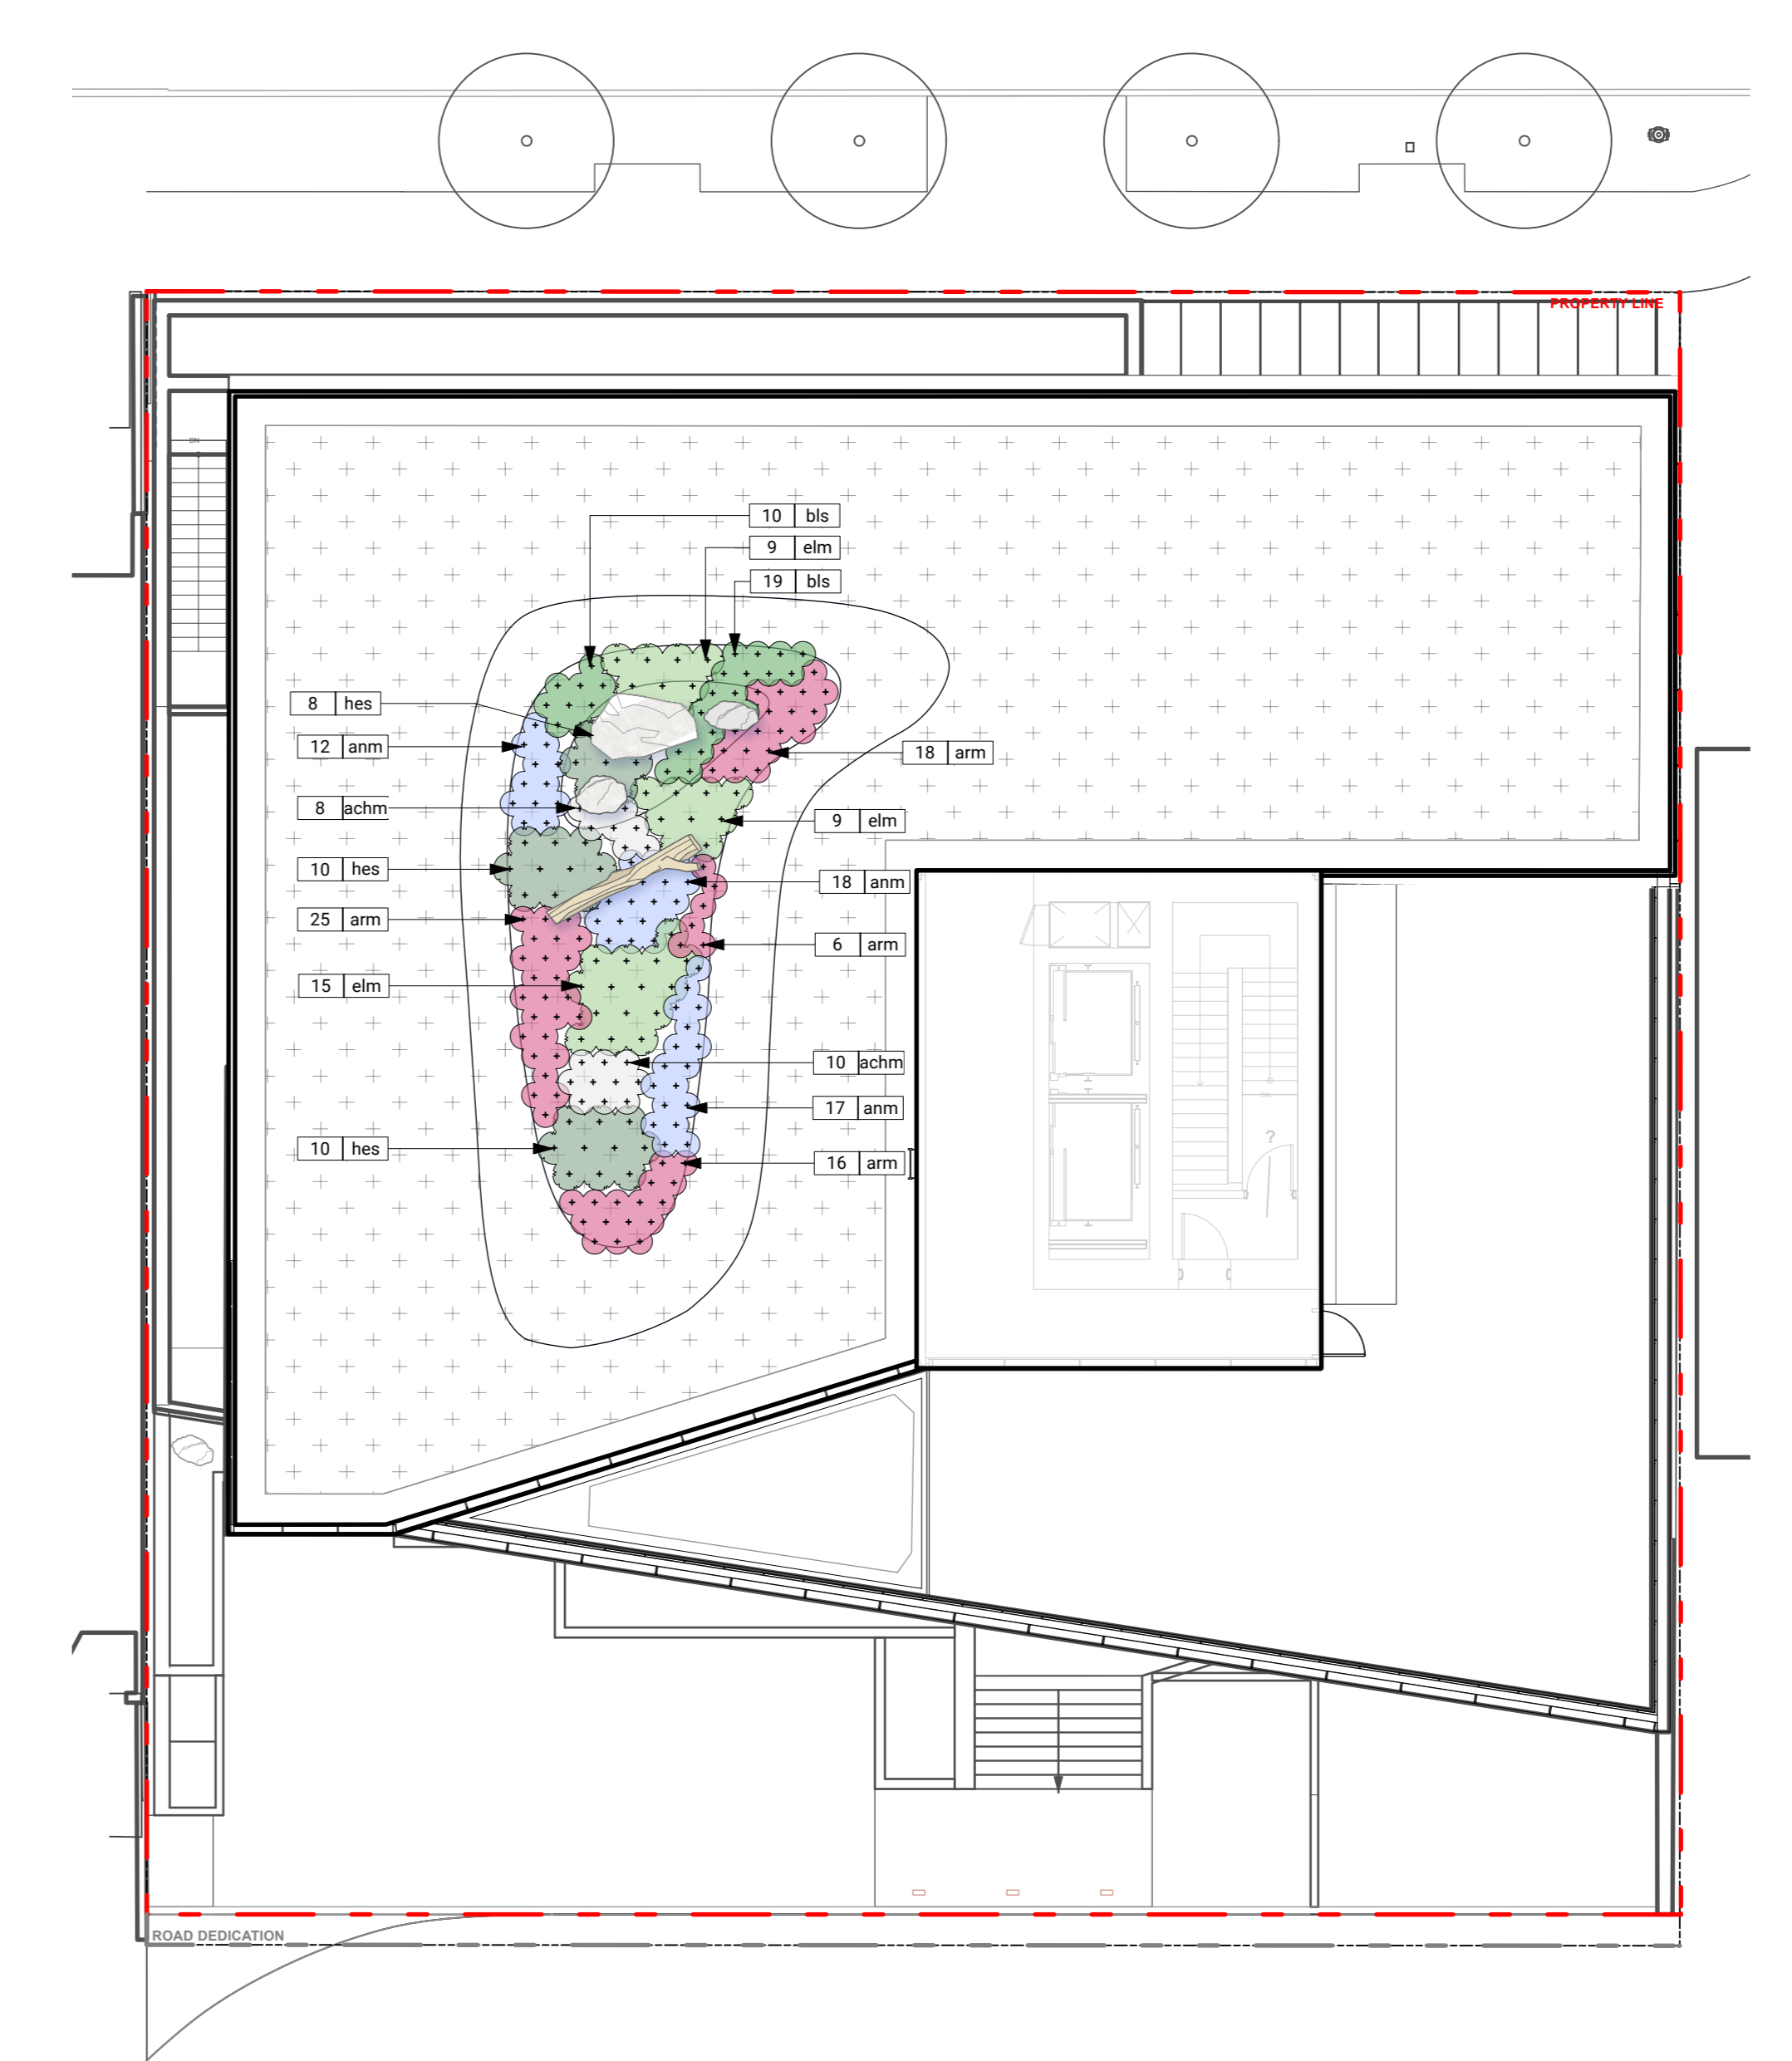 PROPERTY LINE
DN
10 bls
9 elm
19 bls
8 hes
12 anm
18 arm
8 achm
9 elm
10 hes
18 anm
25 arm
6 arm
15 elm
10 achm
DN
17 anm
?
10 hes
16 arm
ROAD DEDICATION